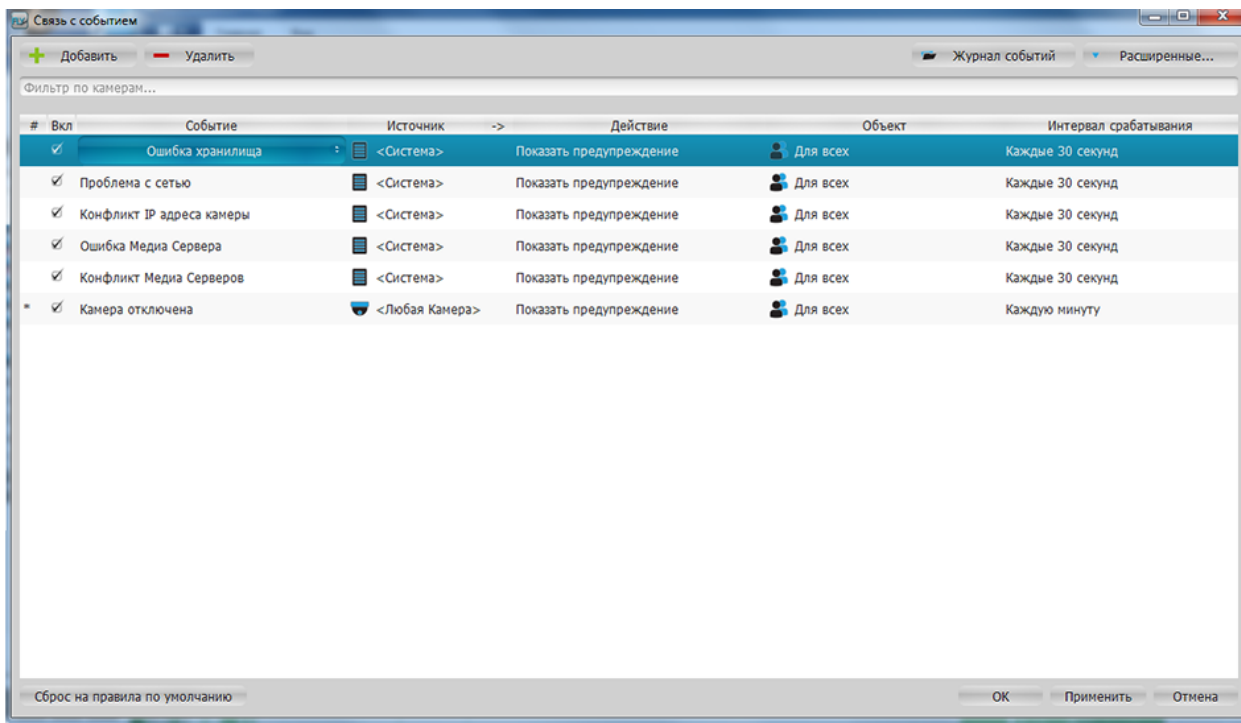 Связь с событием
Добавить Удалить Журнал событий Расширенные...
Фильтр по камерам...
# Вкл Событие Источник -> Действие Объект Интервал срабатывания
Ошибка хранилища <Система> Показать предупреждение Для всех Каждые 30 секунд
Проблема с сетью <Система> Показать предупреждение Для всех Каждые 30 секунд
Конфликт IP адреса камеры <Система> Показать предупреждение Для всех Каждые 30 секунд
Ошибка Медиа Сервера <Система> Показать предупреждение Для всех Каждые 30 секунд
Конфликт Медиа Серверов <Система> Показать предупреждение Для всех Каждые 30 секунд
* Камера отключена <Любая Камера> Показать предупреждение Для всех Каждую минуту
Сброс на правила по умолчанию OK Применить Отмена